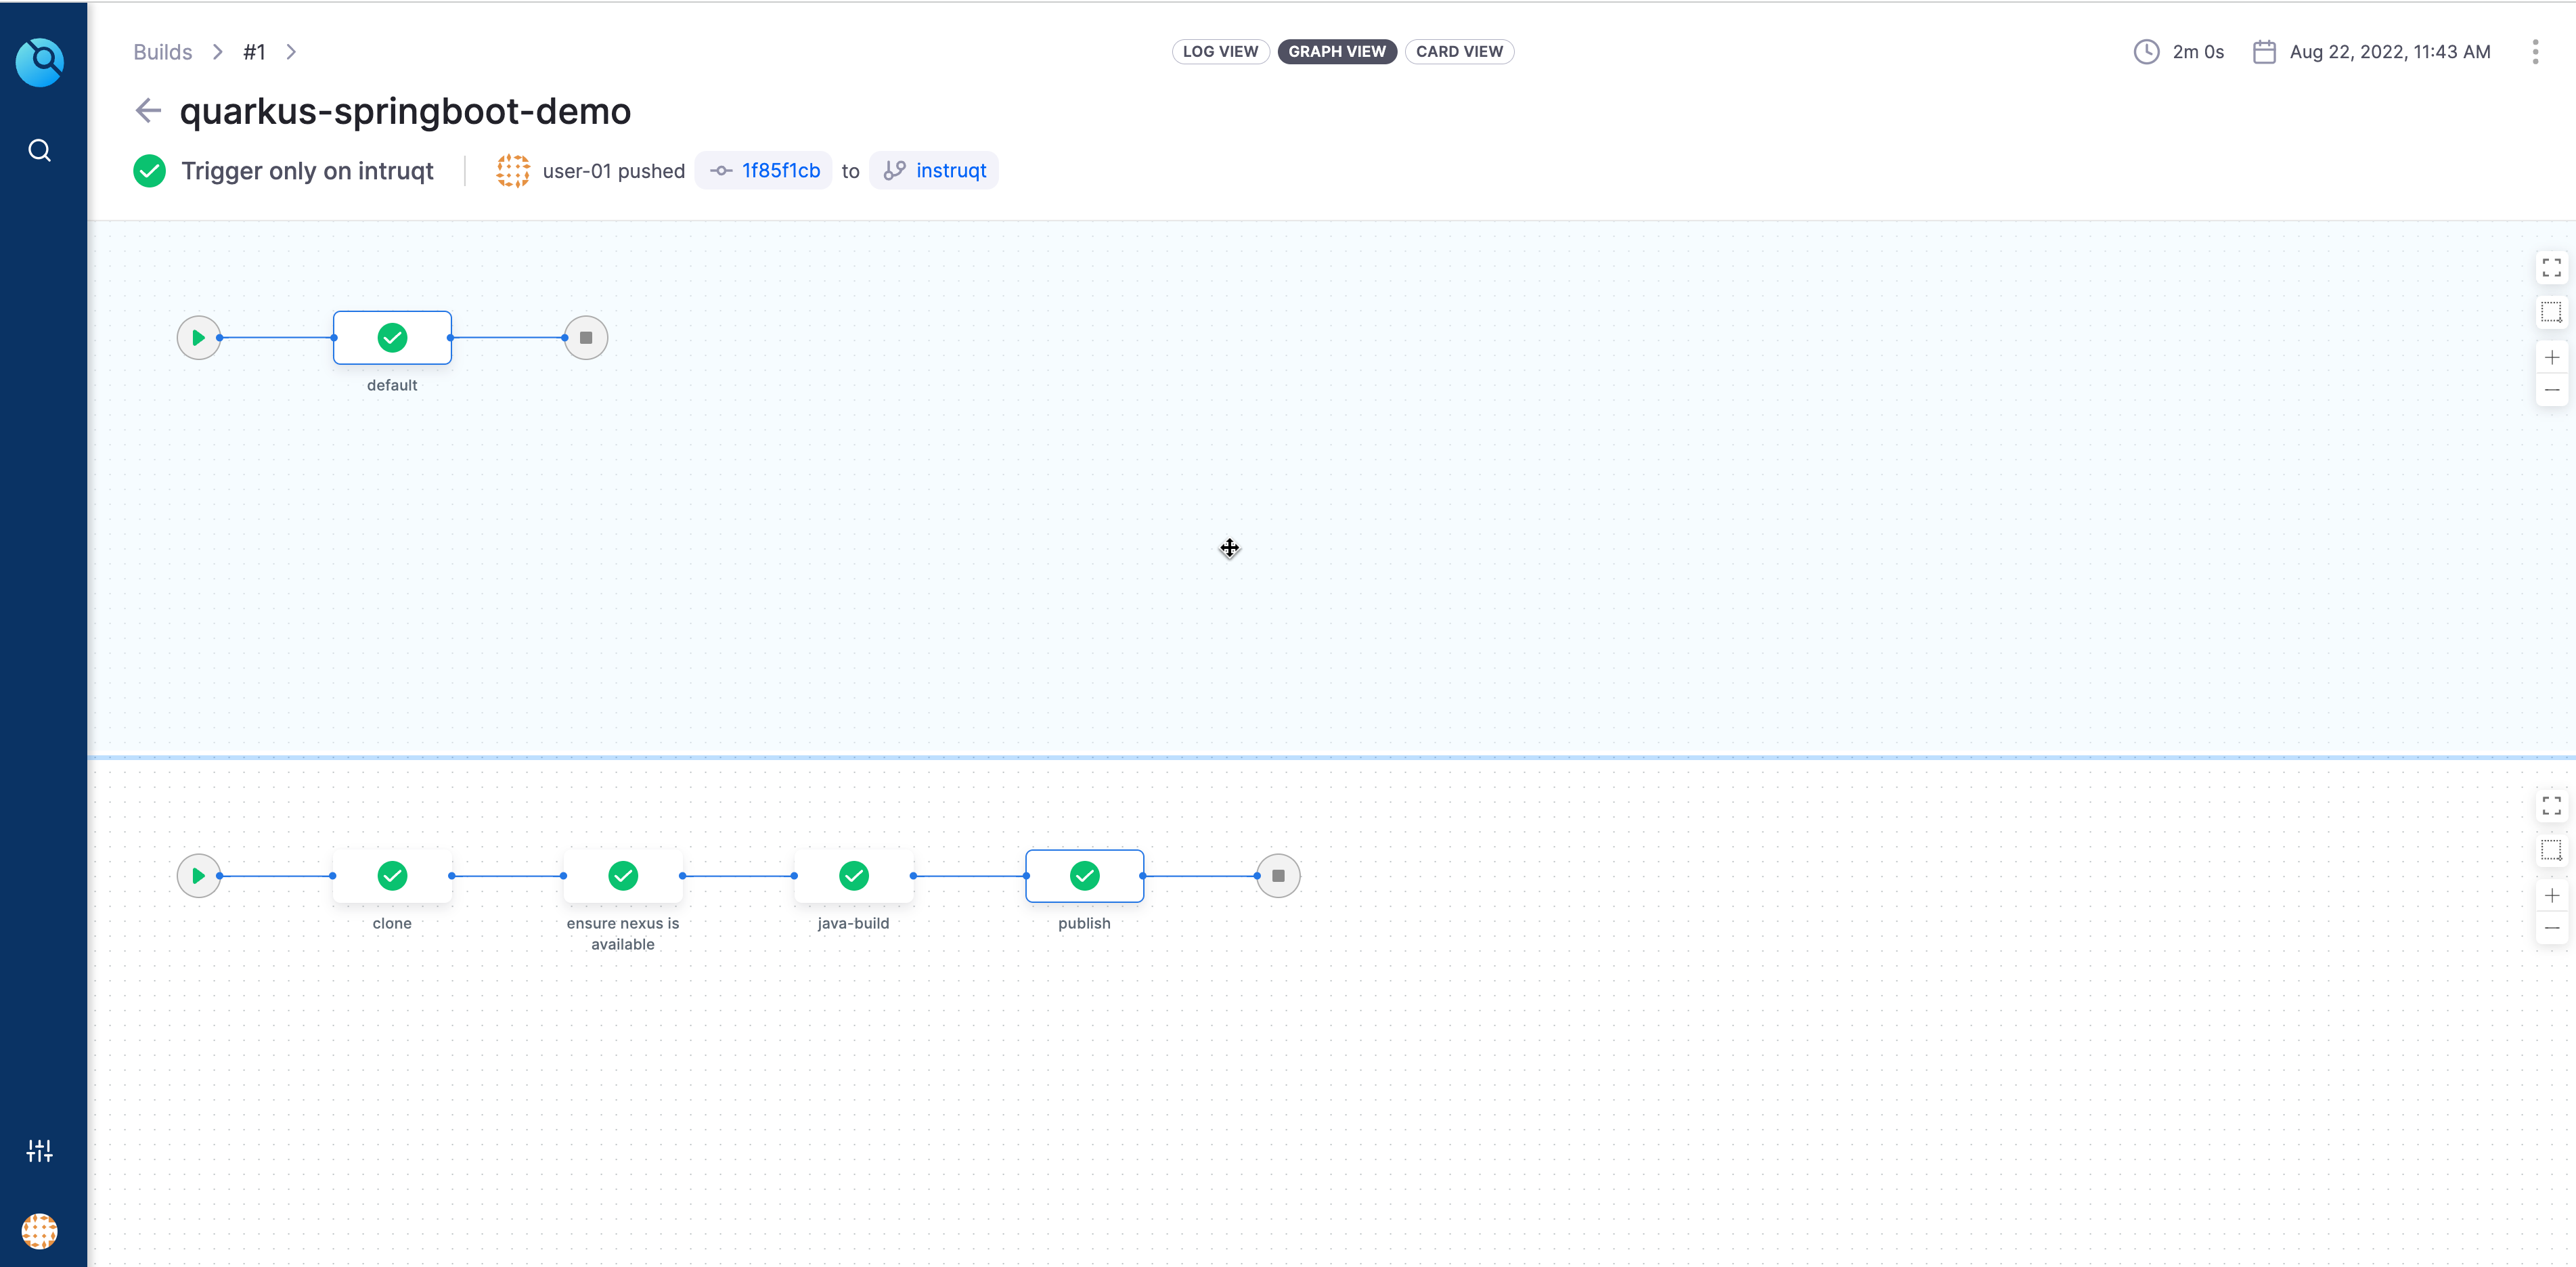 Builds > #1 >
LOG VIEW GRAPH VIEW CARD VIEW
2m 0s Aug 22, 2022, 11:43 AM
quarkus-springboot-demo
Trigger only on intruqt
user-01 pushed 1f85f1cb to instruqt
default
clone
ensure nexus is
available
java-build
publish